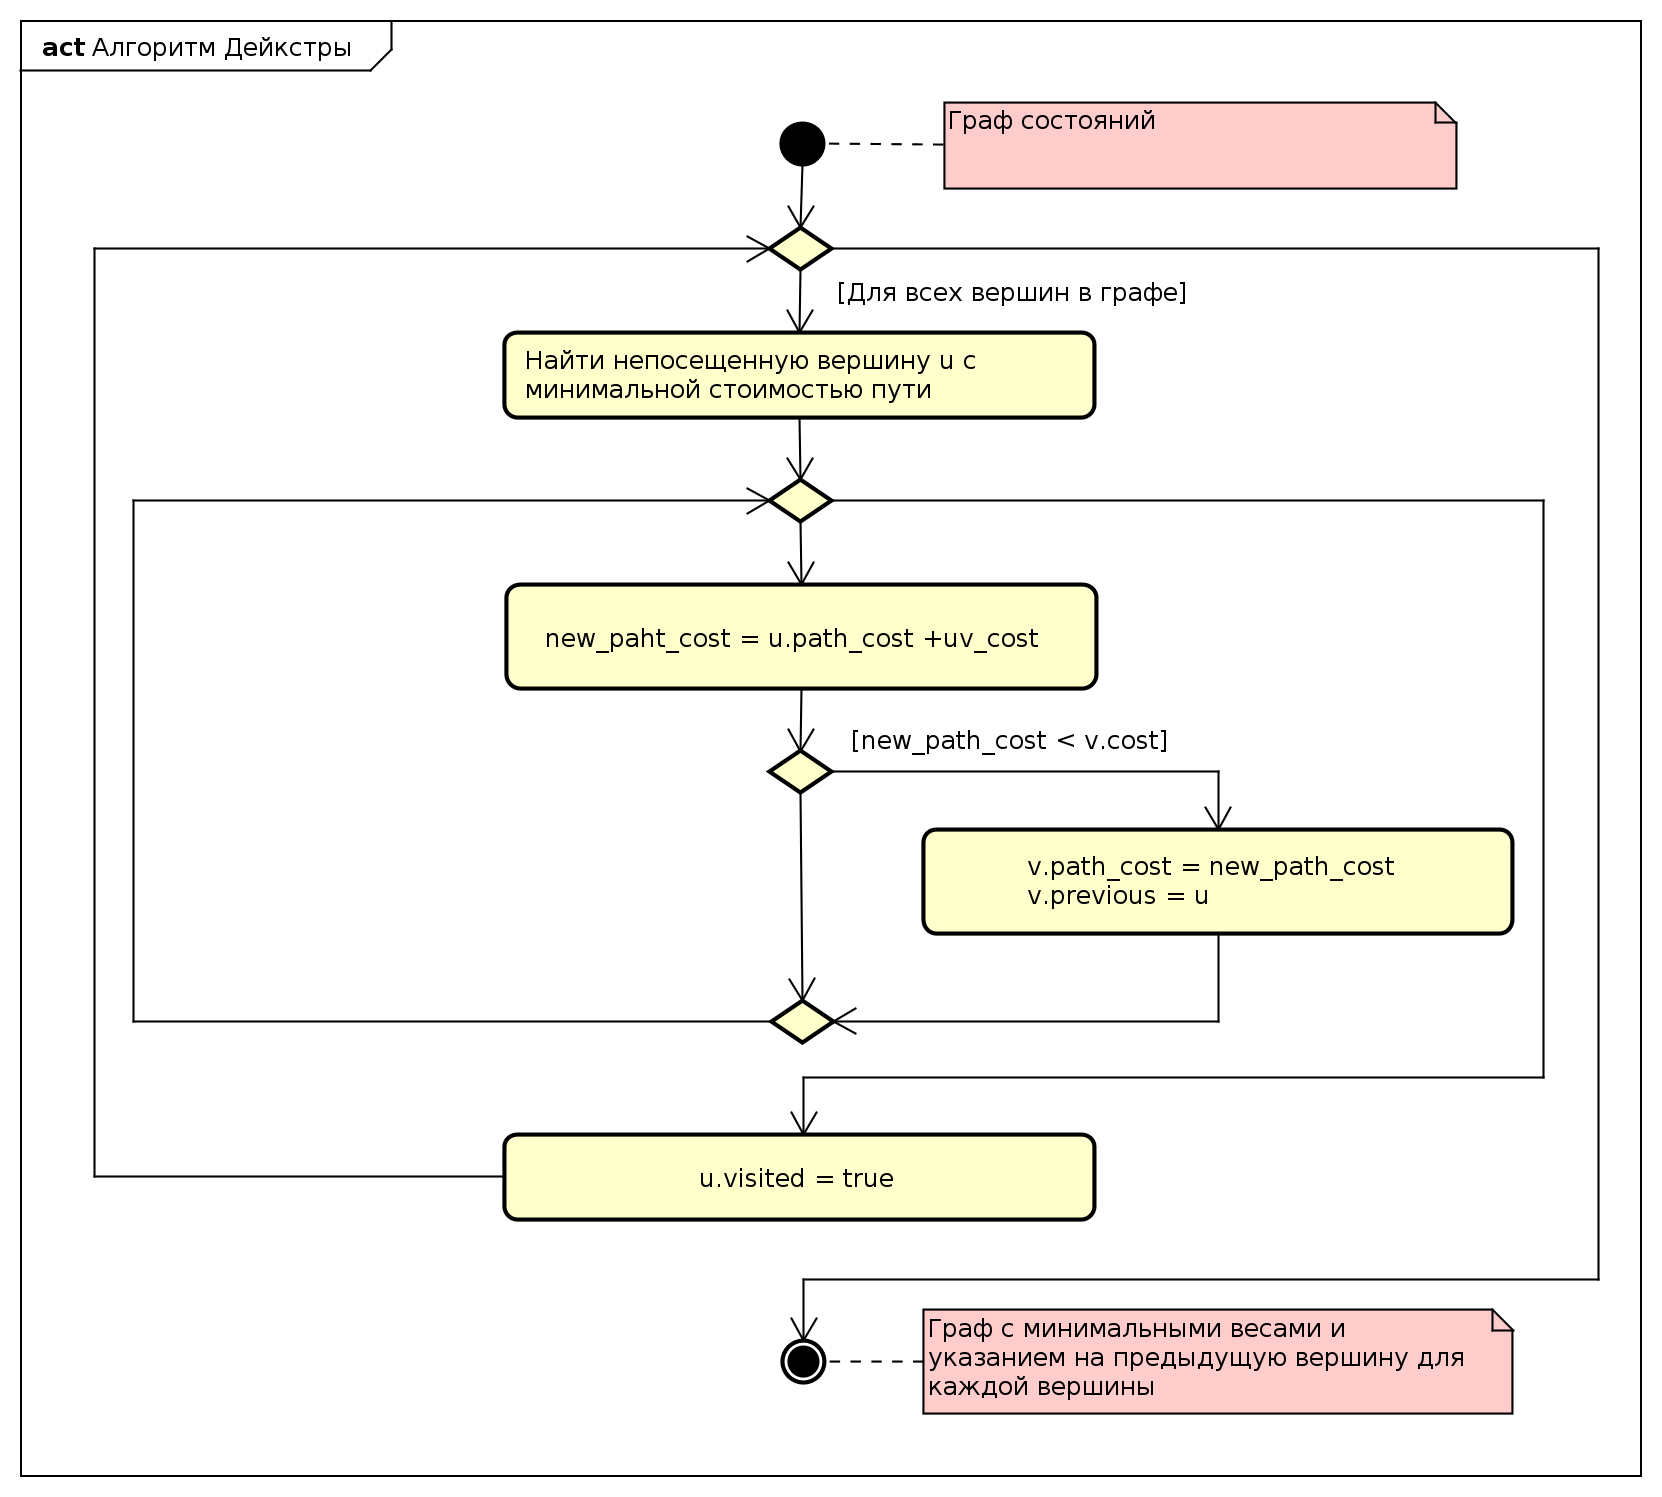 act Алгоритм Дейкстры
Граф состояний
[Для всех вершин в графе]
Найти непосещенную вершину u с
минимальной стоимостью пути
new_paht_cost = u.path_cost +uv_cost
[new_path_cost < v.cost]
v.path_cost = new_path_cost
v.previous = u
u.visited = true
Граф с минимальными весами и
указанием на предыдущую вершину для
каждой вершины